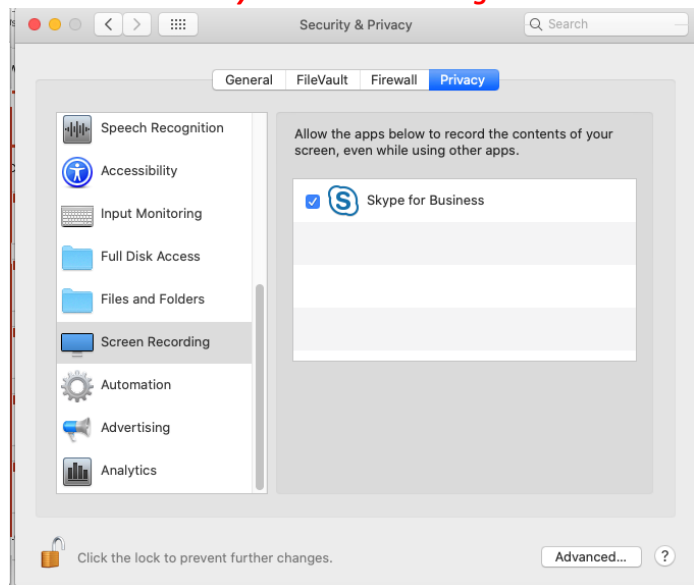 Security & Privacy
Search
General
FileVault
Firewall
Privacy
Speech Recognition
Accessibility
Input Monitoring
Full Disk Access
Files and Folders
Screen Recording
Automation
Advertising
Analytics
Allow the apps below to record the contents of your
screen, even while using other apps.
Skype for Business
Click the lock to prevent further changes.
Advanced...
?